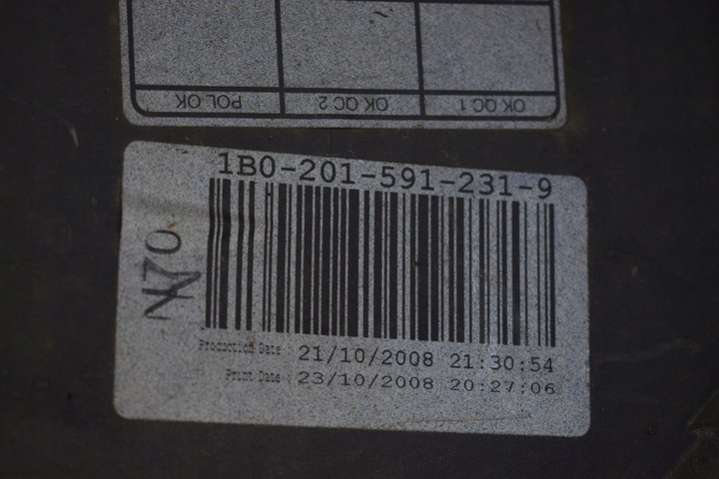 POL OK
OK QC 2
OK QC 1
1B0-201-591-231-9
Production Date 21/10/2008 21:30:54
Print Date 23/10/2008 20:27:06